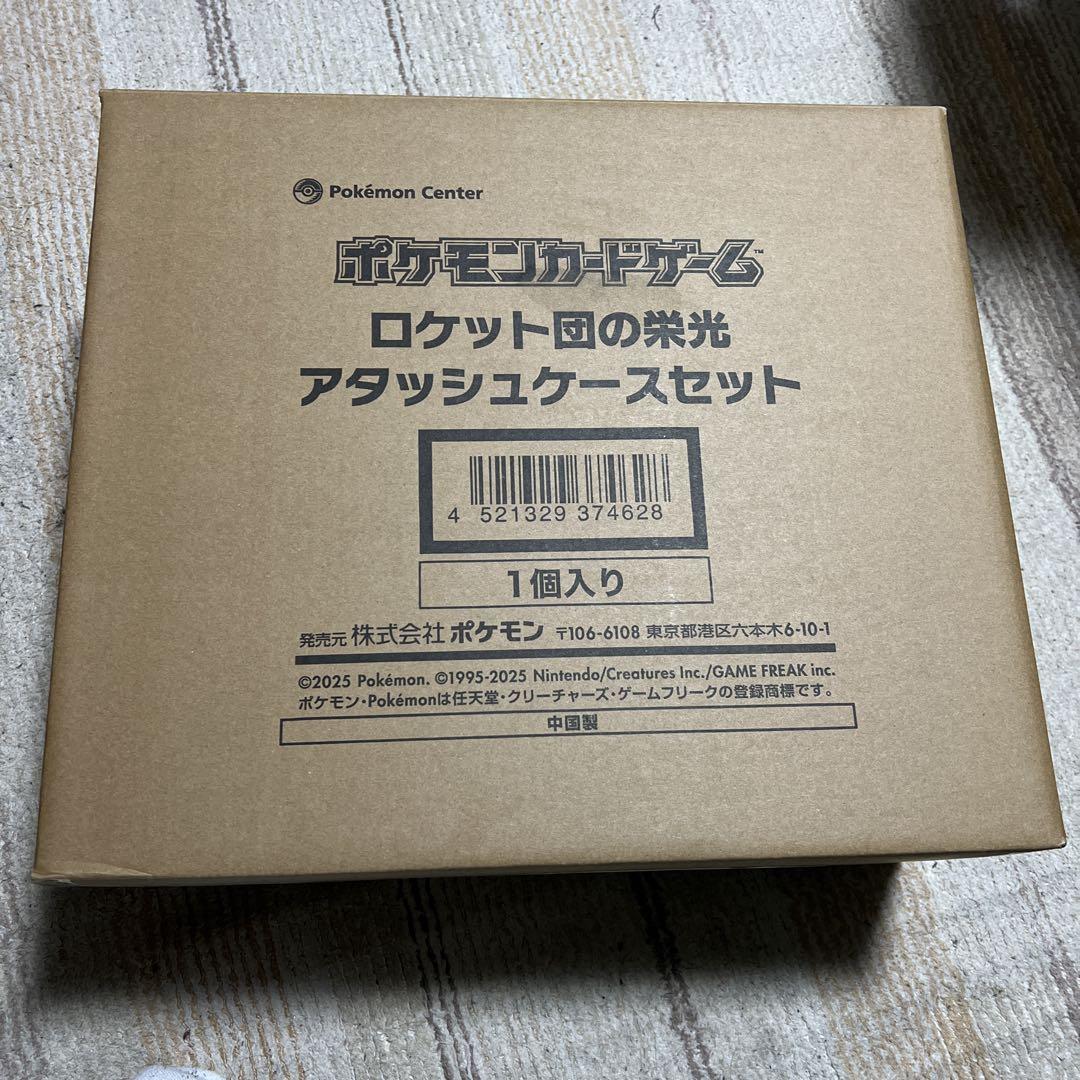 Pokémon Center
ポケモンカードゲーム™
ロケット団の栄光
アタッシュケースセット
4 521329 374628
1個入り
発売元 株式会社 ポケモン 〒106-6108 東京都港区六本木6-10-1
©2025 Pokémon. ©1995-2025 Nintendo/Creatures Inc./GAME FREAK inc.
ポケモン・Pokémonは任天堂・クリーチャーズ・ゲームフリークの登録商標です。
中国製